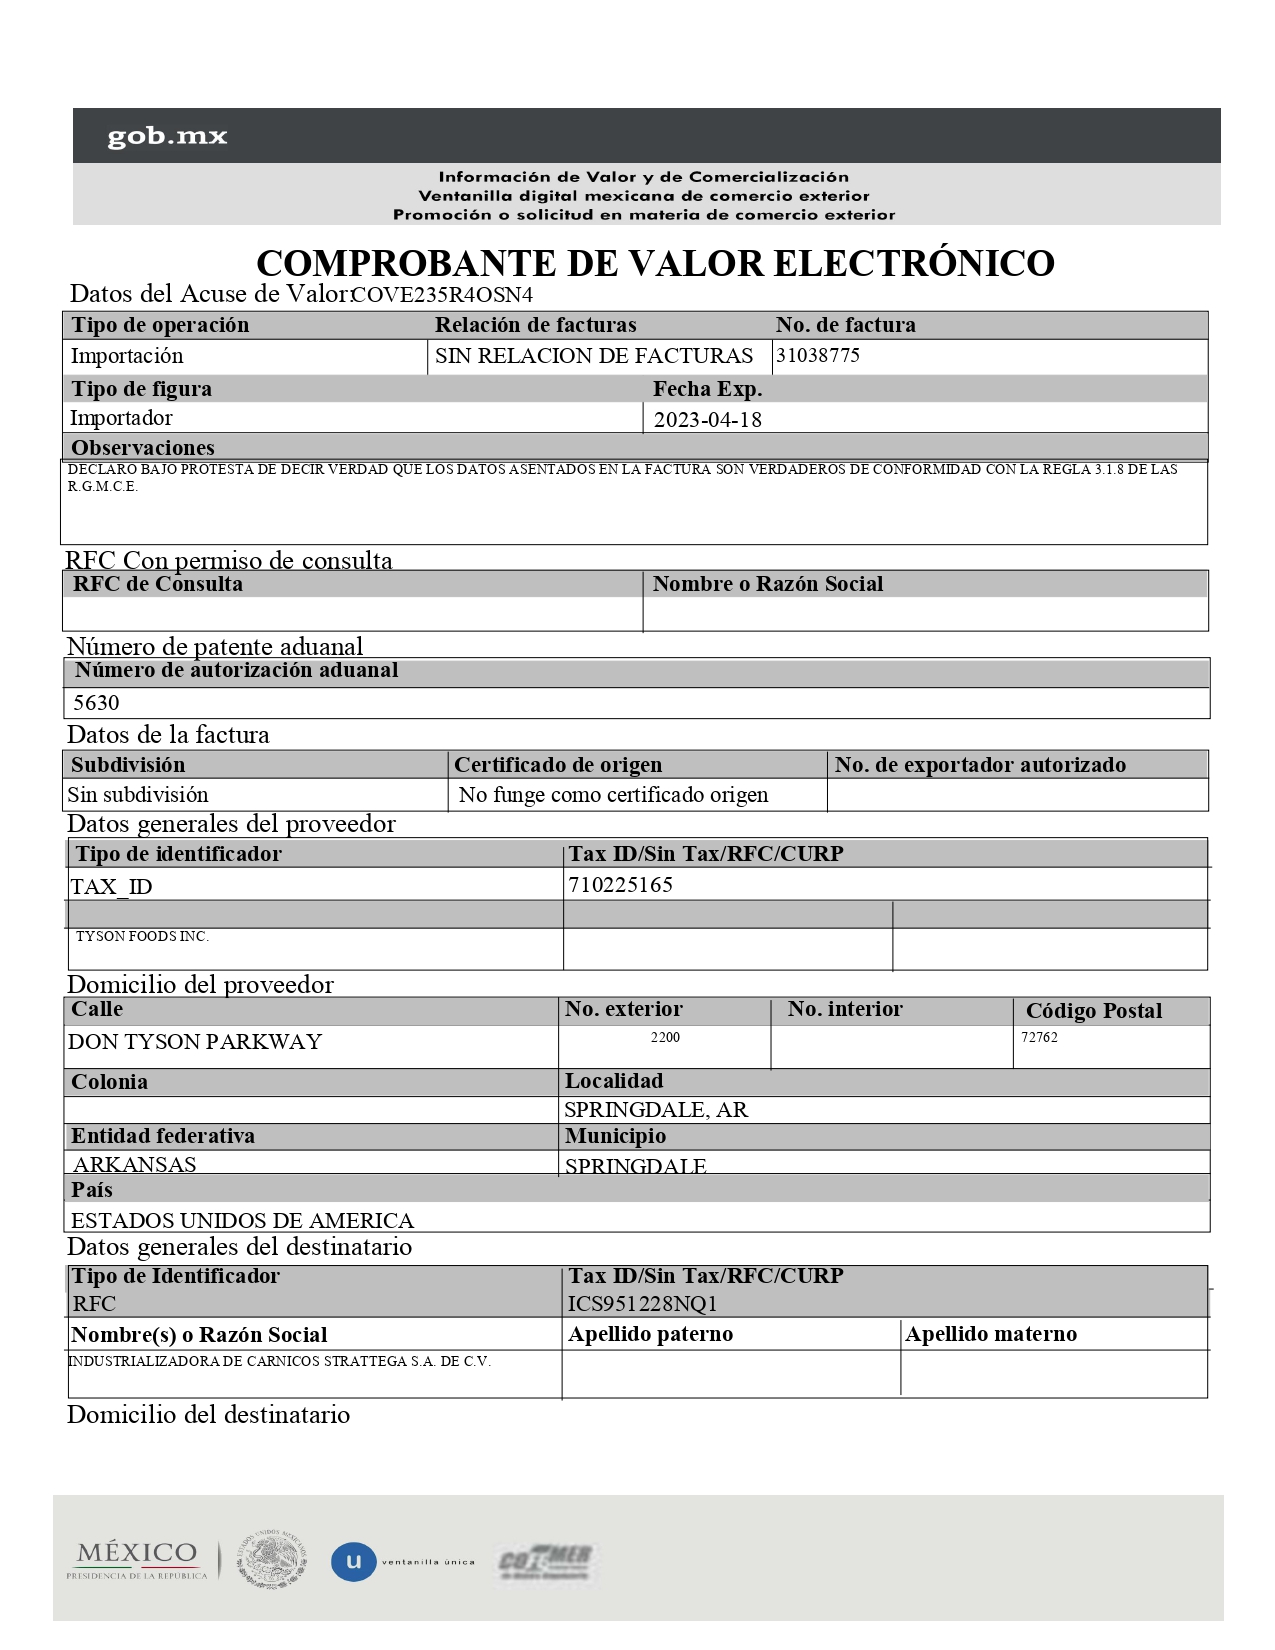 gob.mx
Información de Valor y de Comercialización
Ventanilla digital mexicana de comercio exterior
Promoción o solicitud en materia de comercio exterior
COMPROBANTE DE VALOR ELECTRÓNICO
Datos del Acuse de Valor:COVE235R4OSN4
Tipo de operación Relación de facturas No. de factura
Importación SIN RELACION DE FACTURAS 31038775
Tipo de figura Fecha Exp.
Importador 2023-04-18
Observaciones
DECLARO BAJO PROTESTA DE DECIR VERDAD QUE LOS DATOS ASENTADOS EN LA FACTURA SON VERDADEROS DE CONFORMIDAD CON LA REGLA 3.1.8 DE LAS
R.G.M.C.E.
RFC Con permiso de consulta
RFC de Consulta Nombre o Razón Social
Número de patente aduanal
Número de autorización aduanal
5630
Datos de la factura
Subdivisión Certificado de origen No. de exportador autorizado
Sin subdivisión No funge como certificado origen
Datos generales del proveedor
Tipo de identificador Tax ID/Sin Tax/RFC/CURP
TAX_ID 710225165
TYSON FOODS INC.
Domicilio del proveedor
Calle No. exterior No. interior Código Postal
DON TYSON PARKWAY 2200 72762
Colonia Localidad
SPRINGDALE, AR
Entidad federativa Municipio
ARKANSAS SPRINGDALE
País
ESTADOS UNIDOS DE AMERICA
Datos generales del destinatario
Tipo de Identificador Tax ID/Sin Tax/RFC/CURP
RFC ICS951228NQ1
Nombre(s) o Razón Social Apellido paterno Apellido materno
INDUSTRIALIZADORA DE CARNICOS STRATTEGA S.A. DE C.V.
Domicilio del destinatario
MÉXICO
PRESIDENCIA DE LA REPÚBLICA
ESTADOS UNIDOS MEXICANOS
u ventanilla única